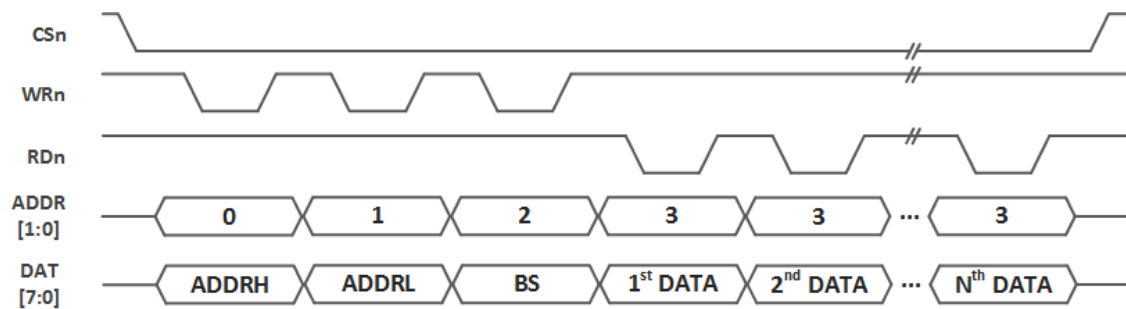 CSn
WRn
RDn
ADDR
[1:0]
0 1 2 3 3 ... 3
DAT
[7:0]
ADDRH ADDRL BS 1st DATA 2nd DATA ... Nth DATA